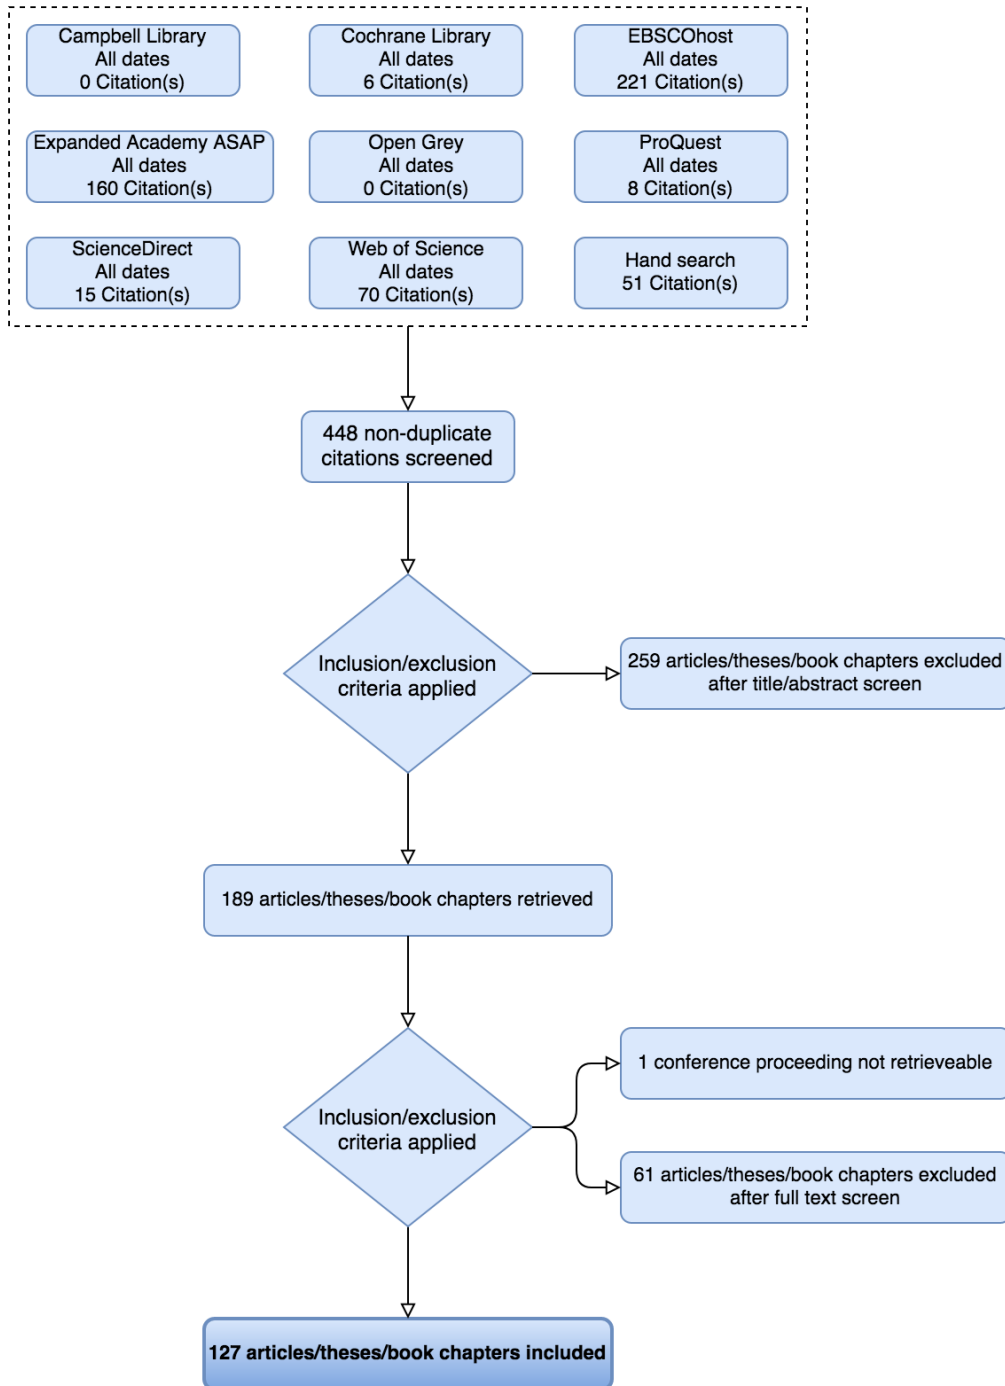 Campbell Library
All dates
0 Citation(s)
Cochrane Library
All dates
6 Citation(s)
EBSCOhost
All dates
221 Citation(s)
Expanded Academy ASAP
All dates
160 Citation(s)
Open Grey
All dates
0 Citation(s)
ProQuest
All dates
8 Citation(s)
ScienceDirect
All dates
15 Citation(s)
Web of Science
All dates
70 Citation(s)
Hand search
51 Citation(s)
448 non-duplicate
citations screened
Inclusion/exclusion
criteria applied
259 articles/theses/book chapters excluded
after title/abstract screen
189 articles/theses/book chapters retrieved
Inclusion/exclusion
criteria applied
1 conference proceeding not retrieveable
61 articles/theses/book chapters excluded
after full text screen
127 articles/theses/book chapters included